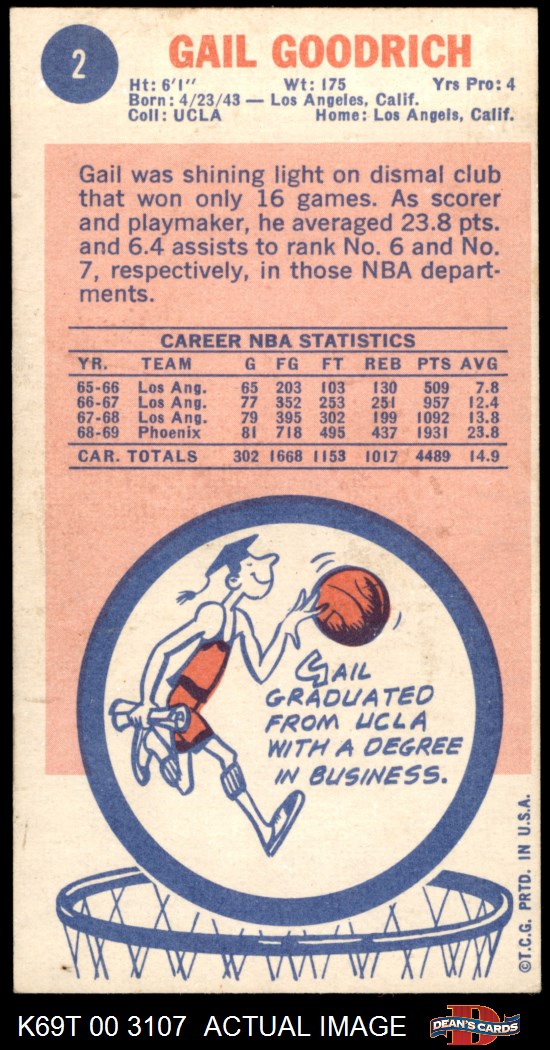 2
GAIL GOODRICH
Ht: 6'1" Wt: 175 Yrs Pro: 4
Born: 4/23/43 — Los Angeles, Calif.
Coll: UCLA Home: Los Angels, Calif.
Gail was shining light on dismal club
that won only 16 games. As scorer
and playmaker, he averaged 23.8 pts.
and 6.4 assists to rank No. 6 and No.
7, respectively, in those NBA depart-
ments.
CAREER NBA STATISTICS
YR. TEAM G FG FT REB PTS AVG
65-66 Los Ang. 65 203 103 130 509 7.8
66-67 Los Ang. 77 352 253 251 957 12.4
67-68 Los Ang. 79 395 302 199 1092 13.8
68-69 Phoenix 81 718 495 437 1931 23.8
CAR. TOTALS 302 1668 1153 1017 4489 14.9
GAIL
GRADUATED
FROM UCLA
WITH A DEGREE
IN BUSINESS.
©T.C.G. PRTD. IN U.S.A.
K69T 00 3107 ACTUAL IMAGE
D
DEAN'S CARDS